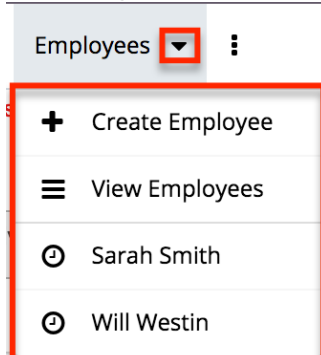 Employees
Create Employee
View Employees
Sarah Smith
Will Westin